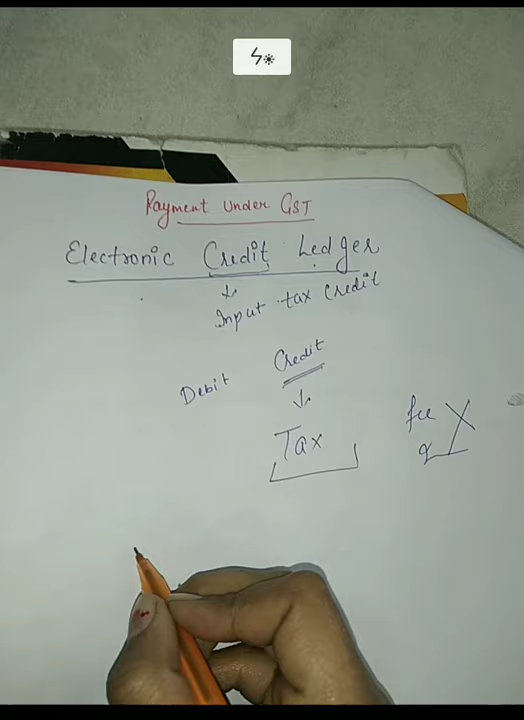 Payment Under GST
Electronic Credit Ledger
Input tax Credit
Debit Credit
Tax
fee